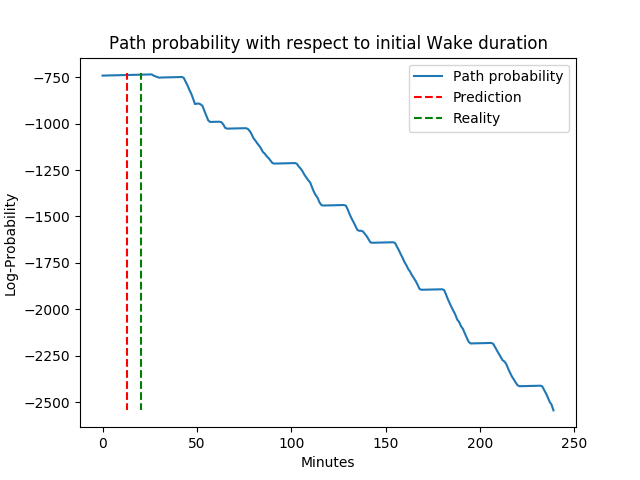 Path probability with respect to initial Wake duration
Path probability
Prediction
Reality
Log-Probability
−750
−1000
−1250
−1500
−1750
−2000
−2250
−2500
0
50
100
150
200
250
Minutes